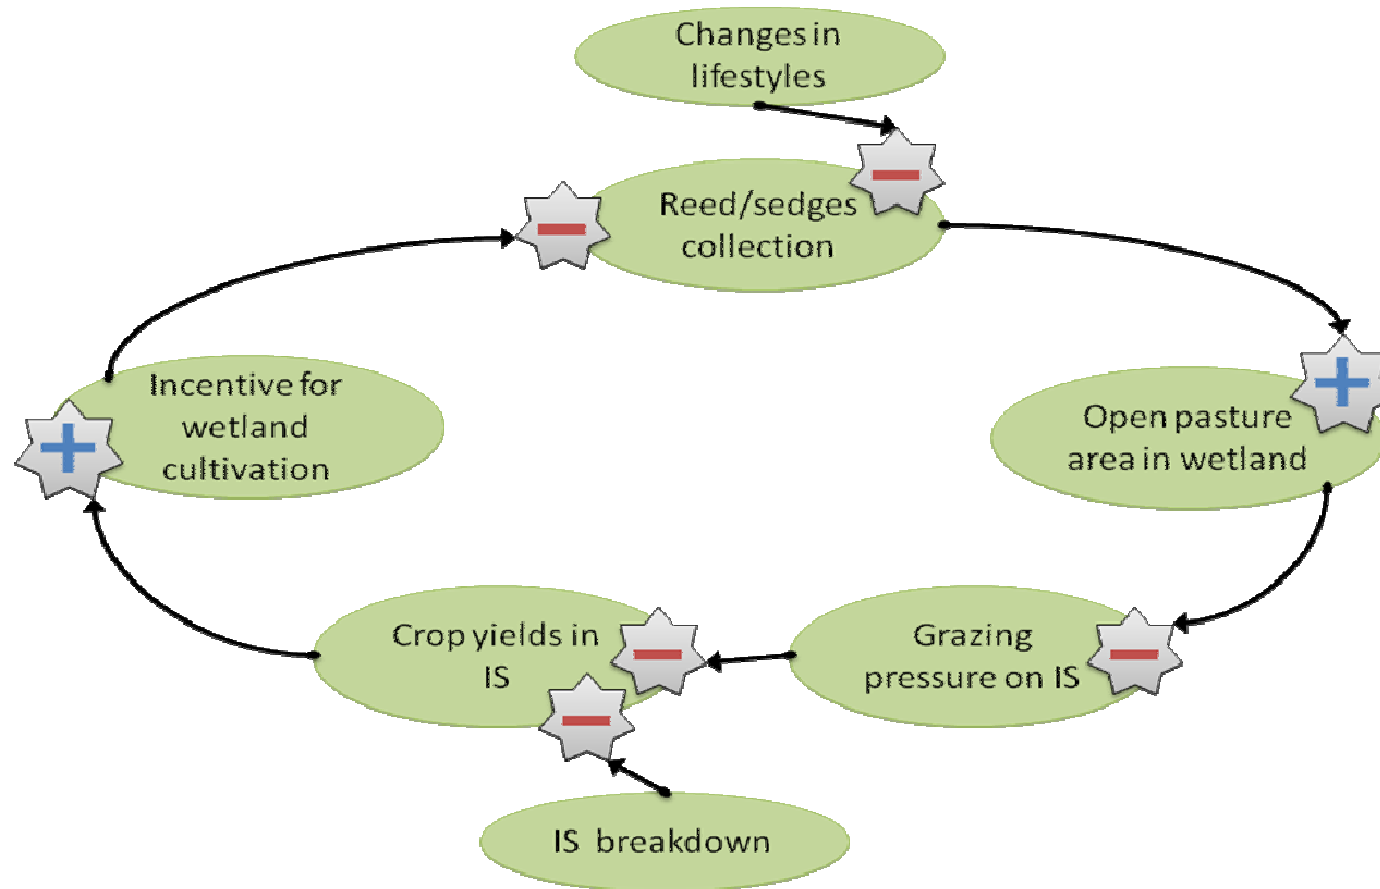 Changes in
lifestyles
Reed/sedges
collection
Incentive for
wetland
cultivation
Open pasture
area in wetland
Crop yields in
IS
Grazing
pressure on IS
IS breakdown